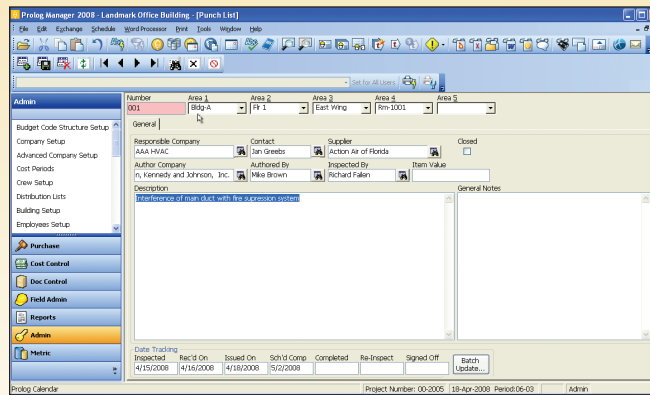 Prolog Manager 2008 - Landmark Office Building - [Punch List]
File Edit Exchange Schedule Word Processor Print Tools Window Help
Set for All Users
Admin
Budget Code Structure Setup
Company Setup
Advanced Company Setup
Cost Periods
Crew Setup
Distribution Lists
Building Setup
Employees Setup
Purchase
Cost Control
Doc Control
Field Admin
Reports
Admin
Metric
Number Area 1 Area 2 Area 3 Area 4 Area 5
001 Bldg-A Flr 1 East Wing Rm-1001
General
Responsible Company Contact Supplier Closed
AAA HVAC Jan Greebs Action Air of Florida
Author Company Authored By Inspected By Item Value
n, Kennedy and Johnson, Inc. Mike Brown Richard Fallen
Description General Notes
Interference of main duct with fire supression system
Date Tracking
Inspected Rec'd On Issued On Sch'd Comp Completed Re-Inspect Signed Off
4/15/2008 4/16/2008 4/18/2008 5/2/2008
Batch
Update...
Prolog Calendar Project Number: 00-2005 18-Apr-2008 Period:06-03 Admin